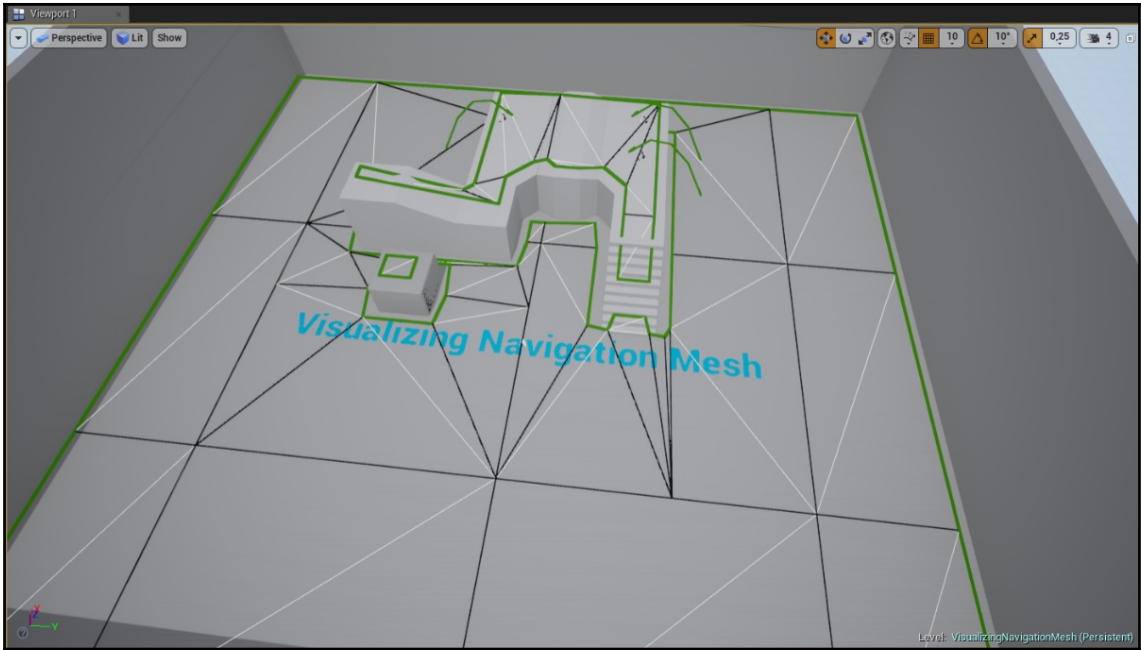 Viewport 1
Perspective Lit Show 10 10° 0,25 4
Visualizing Navigation Mesh
X
Z
Y
Level: VisualizingNavigationMesh (Persistent)